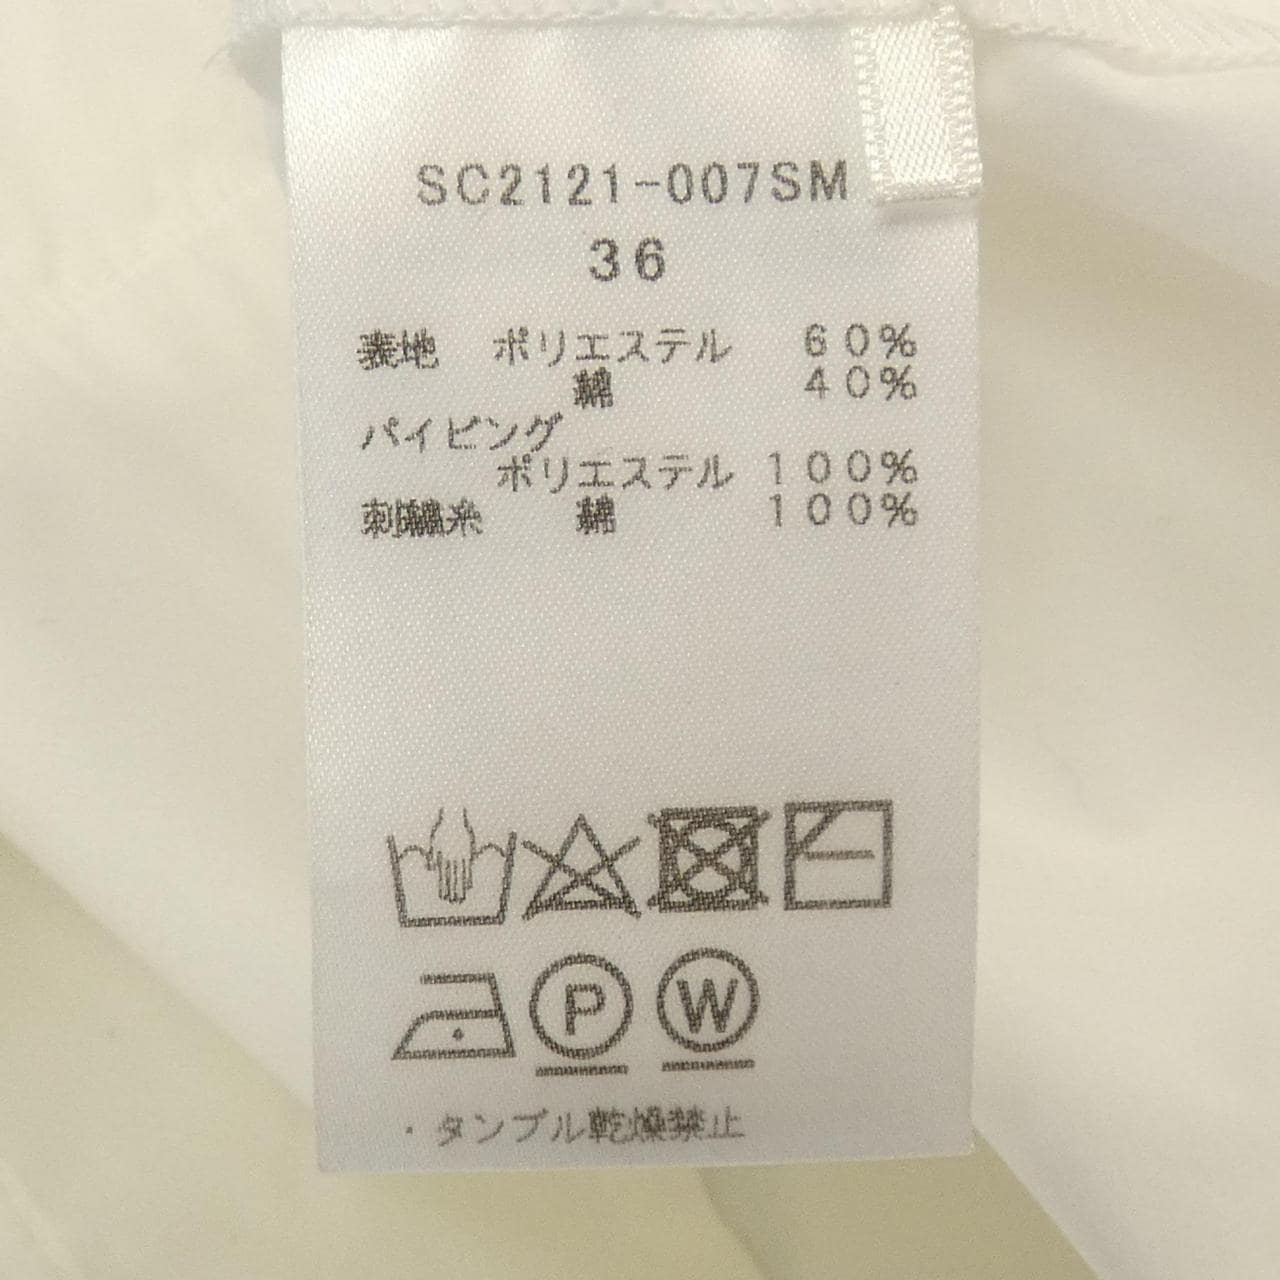 SC2121-007SM
36
表地 ポリエステル 60%
綿 40%
パイピング
ポリエステル 100%
刺繍糸 綿 100%
P W
・タンブル乾燥禁止